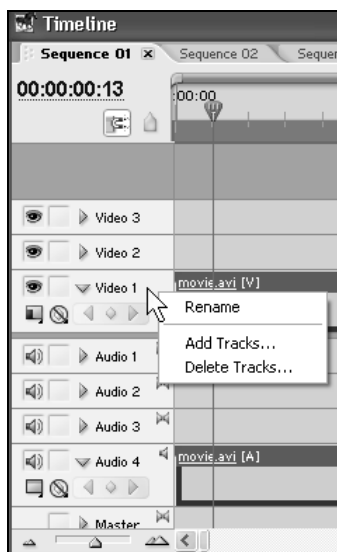 Timeline
Sequence 01 Sequence 02 Sequen
00:00:00:13
:00:00
Video 3
Video 2
Video 1
movie.avi [V]
Rename
Add Tracks...
Delete Tracks...
Audio 1
Audio 2
Audio 3
Audio 4
movie.avi [A]
Master